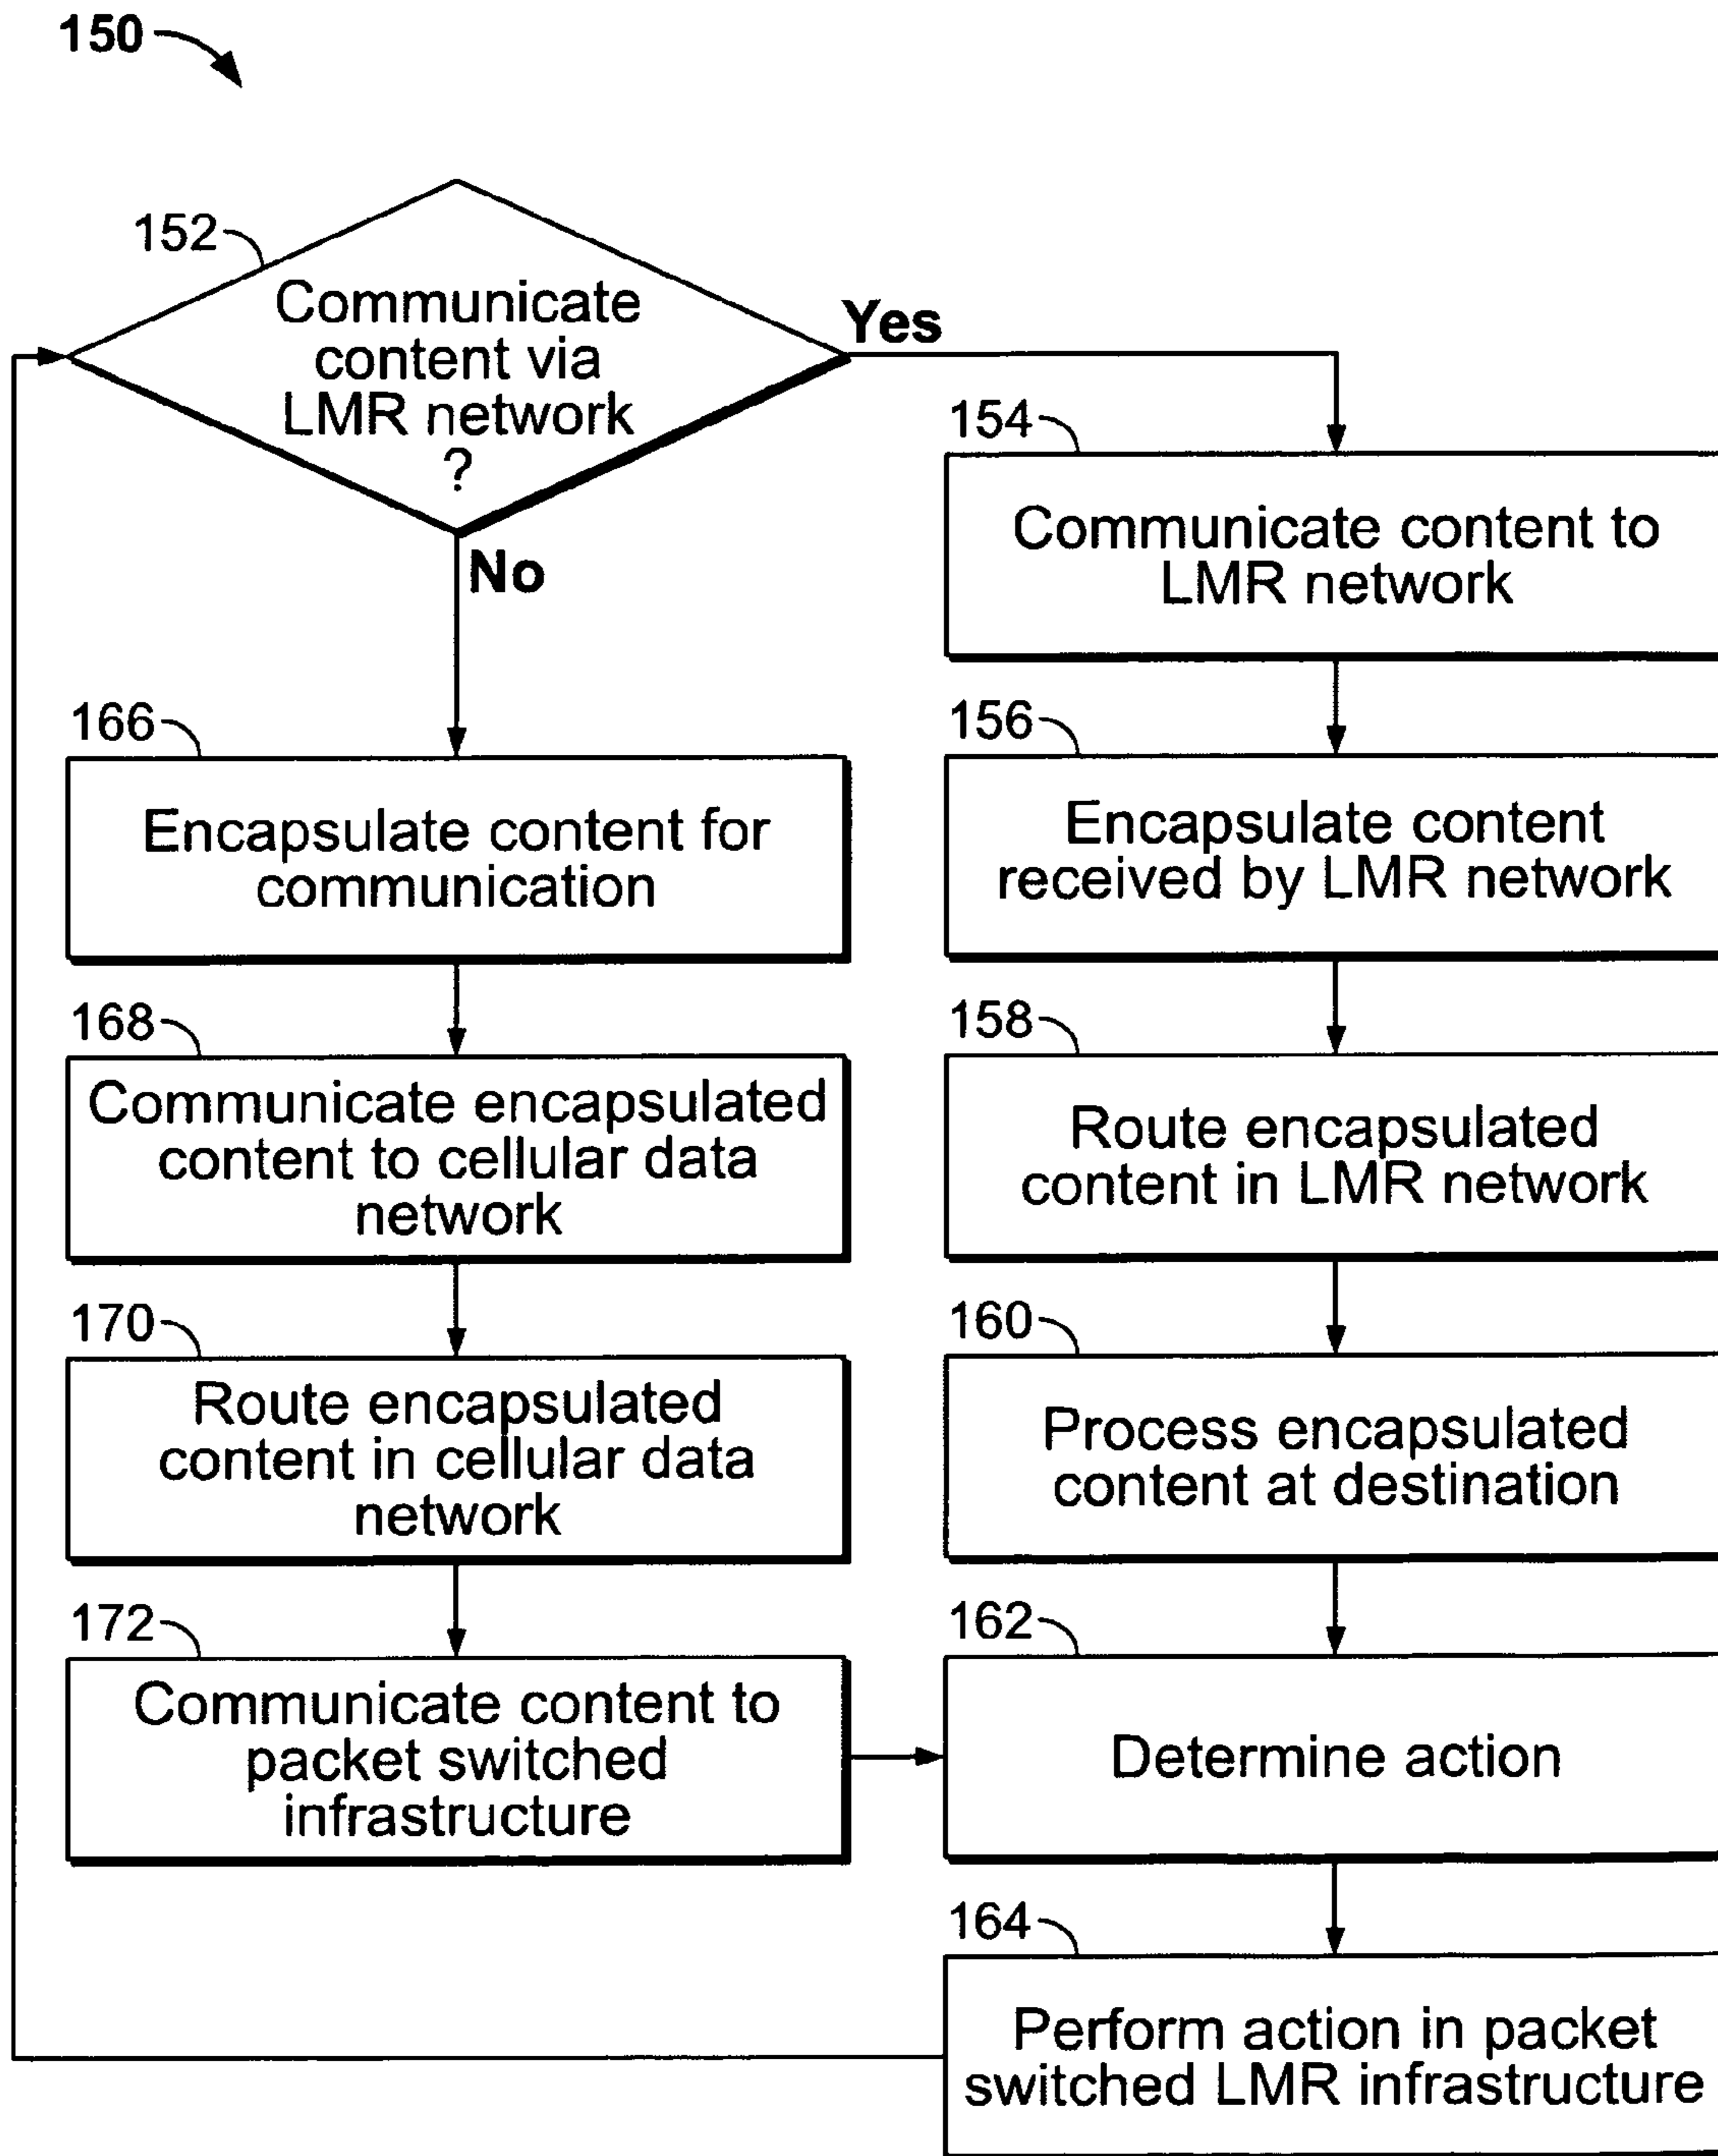 150
152
Communicate
content via
LMR network
?
Yes
No
154
Communicate content to
LMR network
156
Encapsulate content
received by LMR network
158
Route encapsulated
content in LMR network
160
Process encapsulated
content at destination
162
Determine action
164
Perform action in packet
switched LMR infrastructure
166
Encapsulate content for
communication
168
Communicate encapsulated
content to cellular data
network
170
Route encapsulated
content in cellular data
network
172
Communicate content to
packet switched
infrastructure